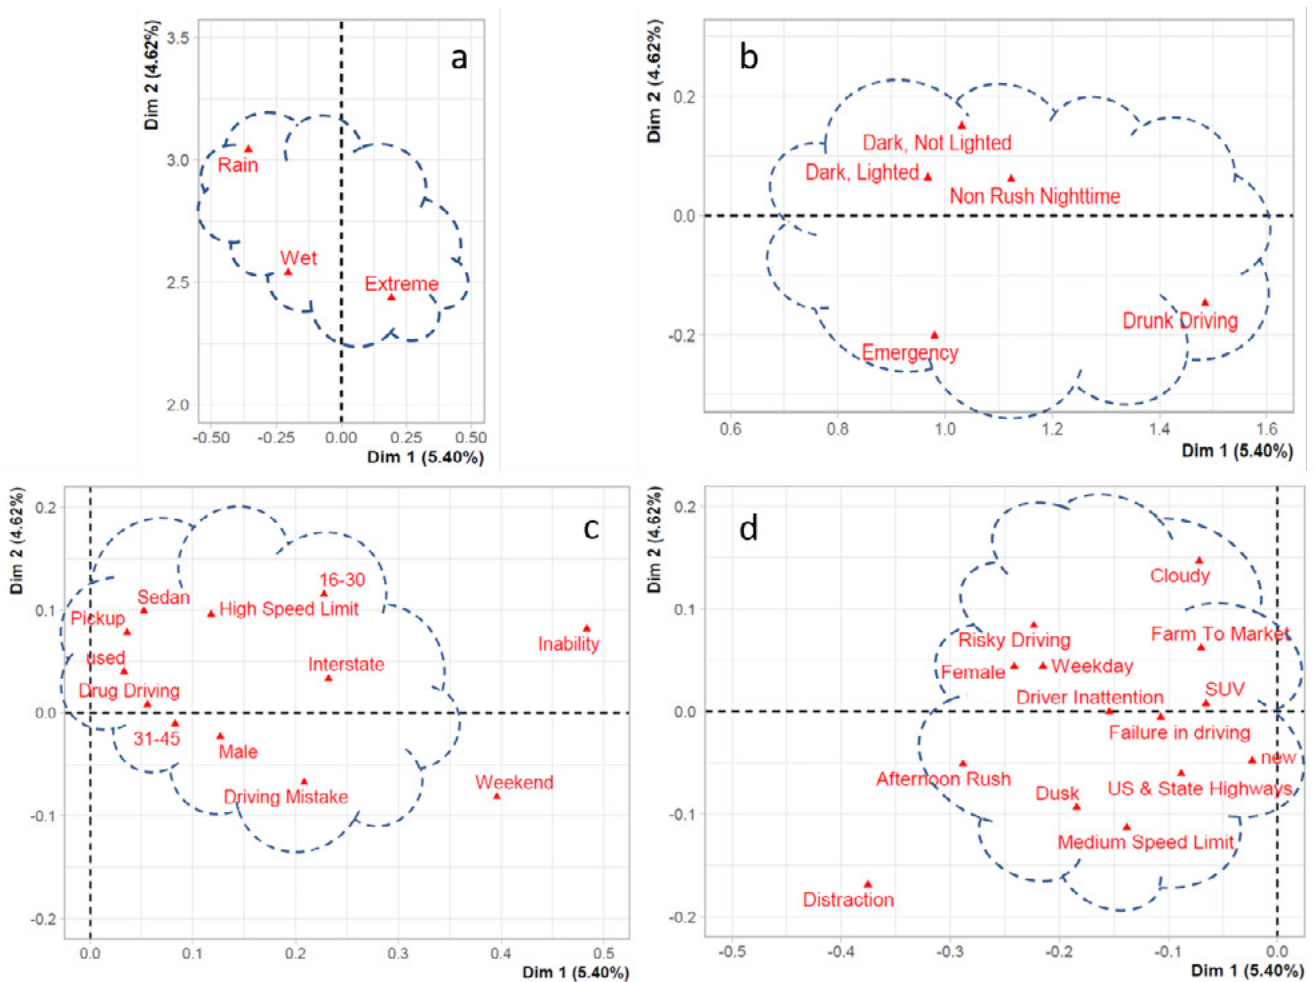 a
Dim 2 (4.62%)
3.5
3.0
2.5
2.0
Rain
Wet
Extreme
-0.50 -0.25 0.00 0.25 0.50
Dim 1 (5.40%)
b
Dim 2 (4.62%)
0.2
0.0
-0.2
Dark, Not Lighted
Dark, Lighted
Non Rush Nighttime
Drunk Driving
Emergency
0.6 0.8 1.0 1.2 1.4 1.6
Dim 1 (5.40%)
c
Dim 2 (4.62%)
0.2
0.1
0.0
-0.1
-0.2
16-30
Sedan
High Speed Limit
Pickup
Inability
used
Interstate
Drug Driving
31-45
Male
Weekend
Driving Mistake
0.0 0.1 0.2 0.3 0.4 0.5
Dim 1 (5.40%)
d
Dim 2 (4.62%)
0.2
0.1
0.0
-0.1
-0.2
Cloudy
Risky Driving
Farm To Market
Female
Weekday
Driver Inattention
SUV
Failure in driving
new
Afternoon Rush
US & State Highways
Dusk
Medium Speed Limit
Distraction
-0.5 -0.4 -0.3 -0.2 -0.1 0.0
Dim 1 (5.40%)